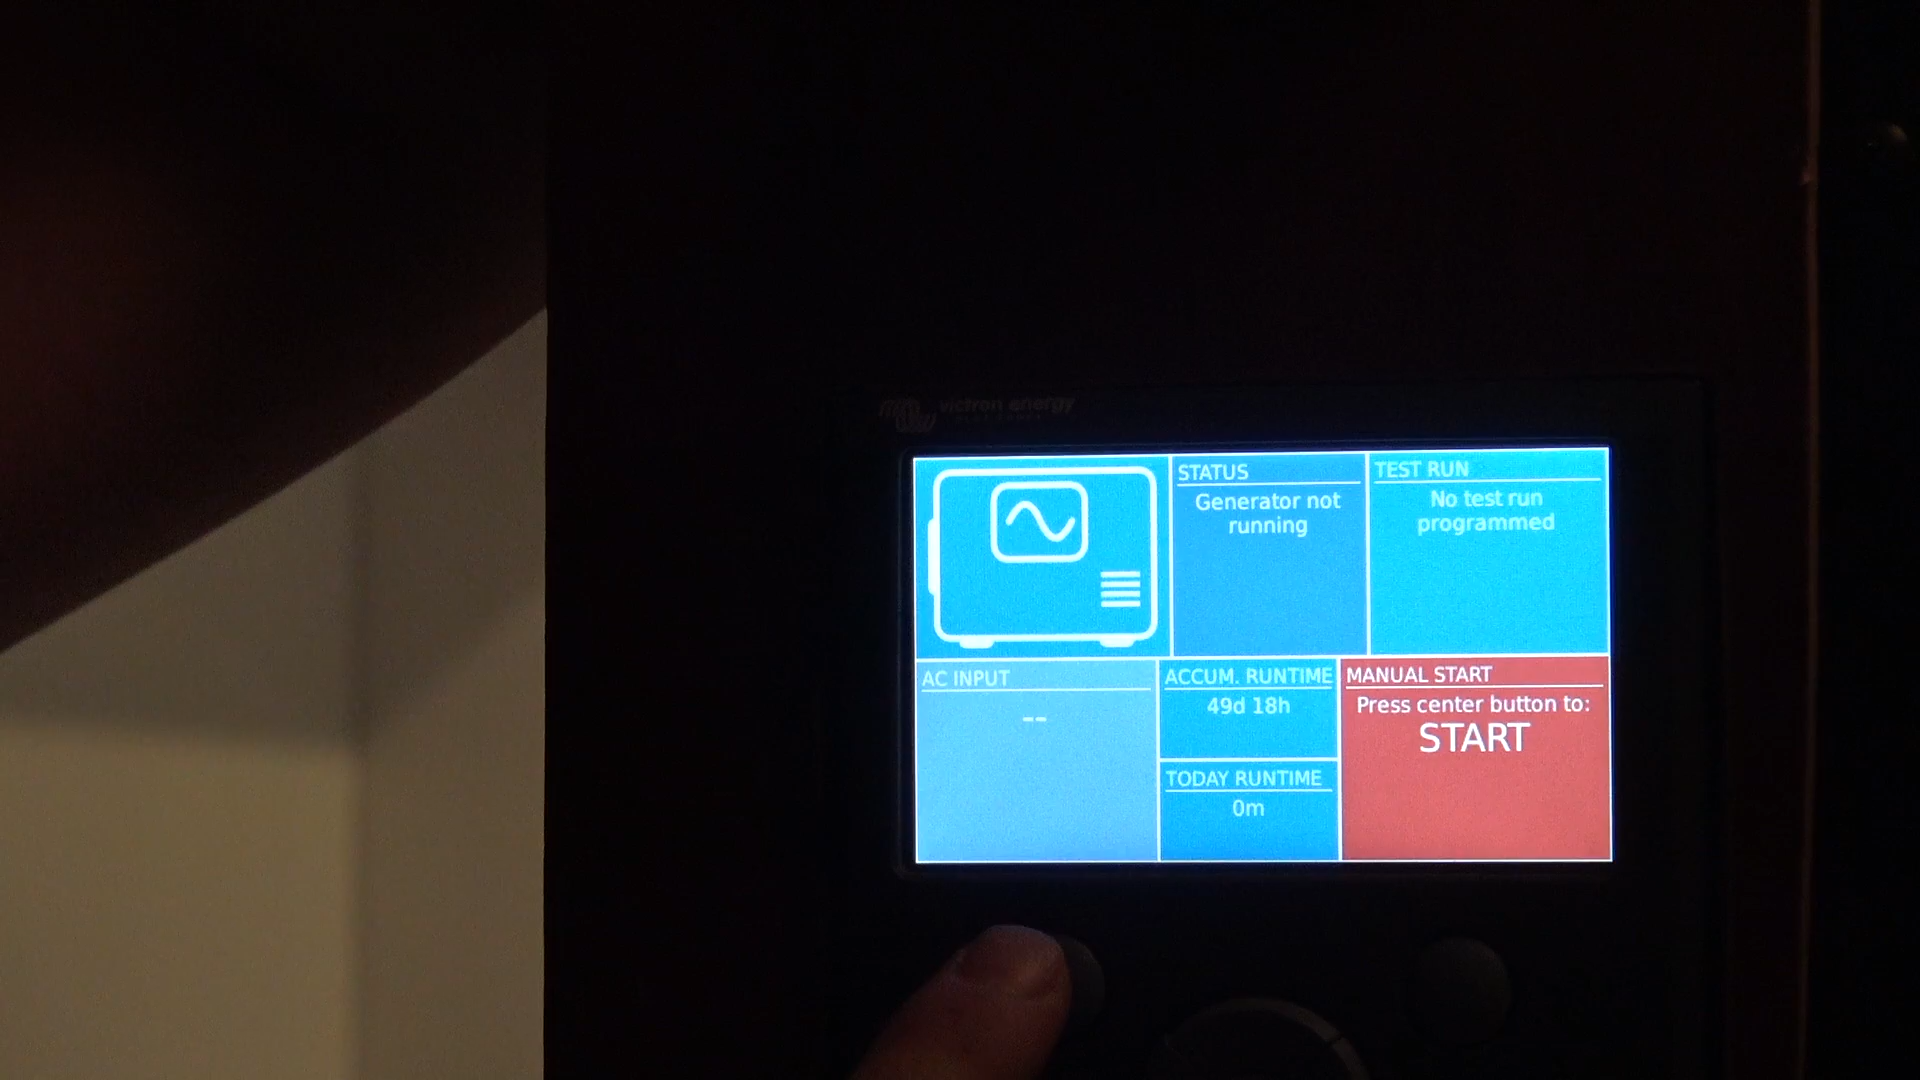 victron energy
STATUS
Generator not
running
TEST RUN
No test run
programmed
AC INPUT
--
ACCUM. RUNTIME
49d 18h
TODAY RUNTIME
0m
MANUAL START
Press center button to:
START